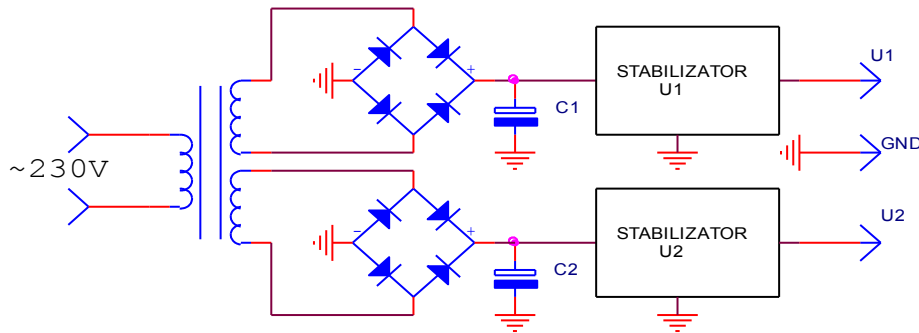 STABILIZATOR
U1
U1
C1
GND
~230V
U2
STABILIZATOR
U2
C2
- +
- +